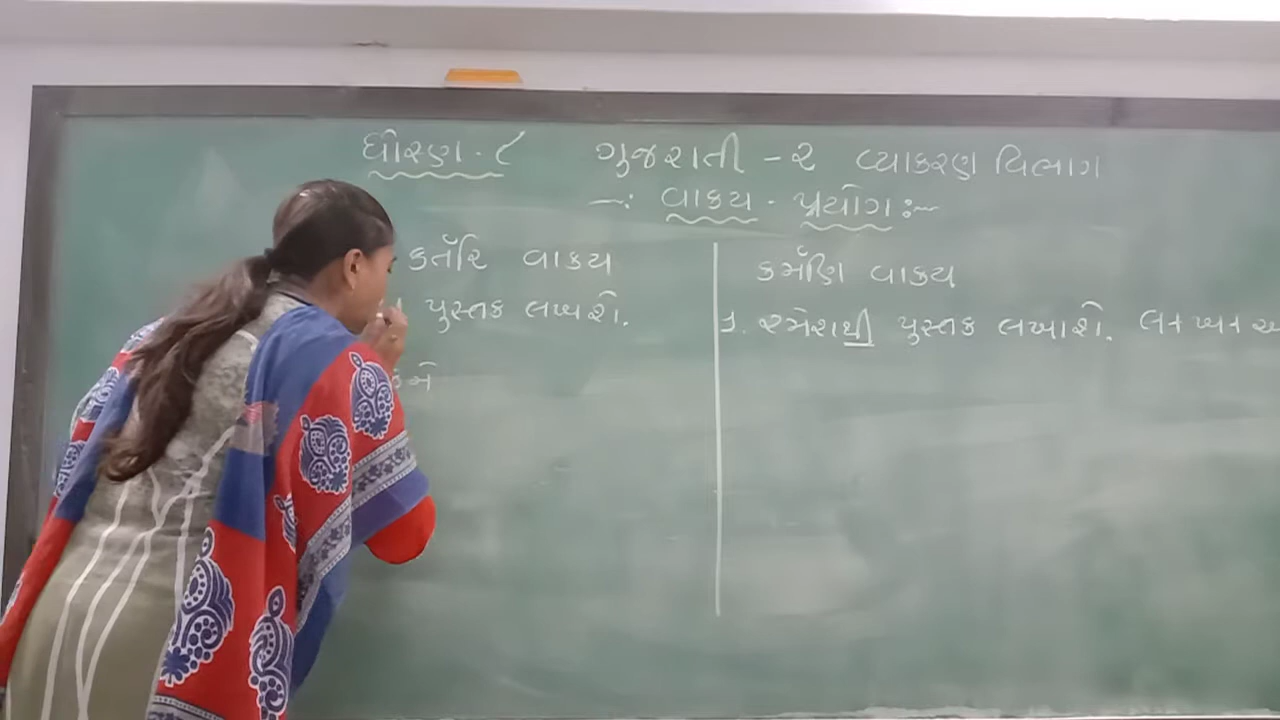 ધોરણ.૮ ગુજરાતી - ૨ વ્યાકરણ વિભાગ
—: વાક્ય . પ્રયોગ :—
કર્તરિ વાક્ય
પુસ્તક લખશે.
કર્મણિ વાક્ય
૧. રમેશથી પુસ્તક લખાશે. લ+ખ+આ